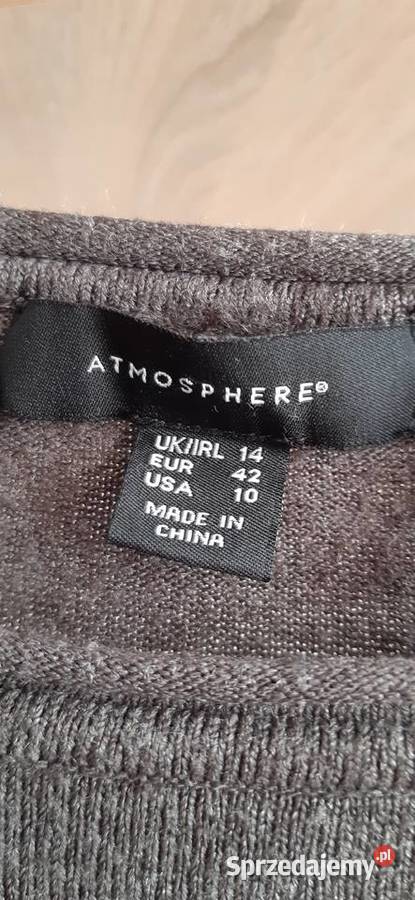 ATMOSPHERE®
UK/IRL 14
EUR 42
USA 10
MADE IN
CHINA
Sprzedajemy.pl